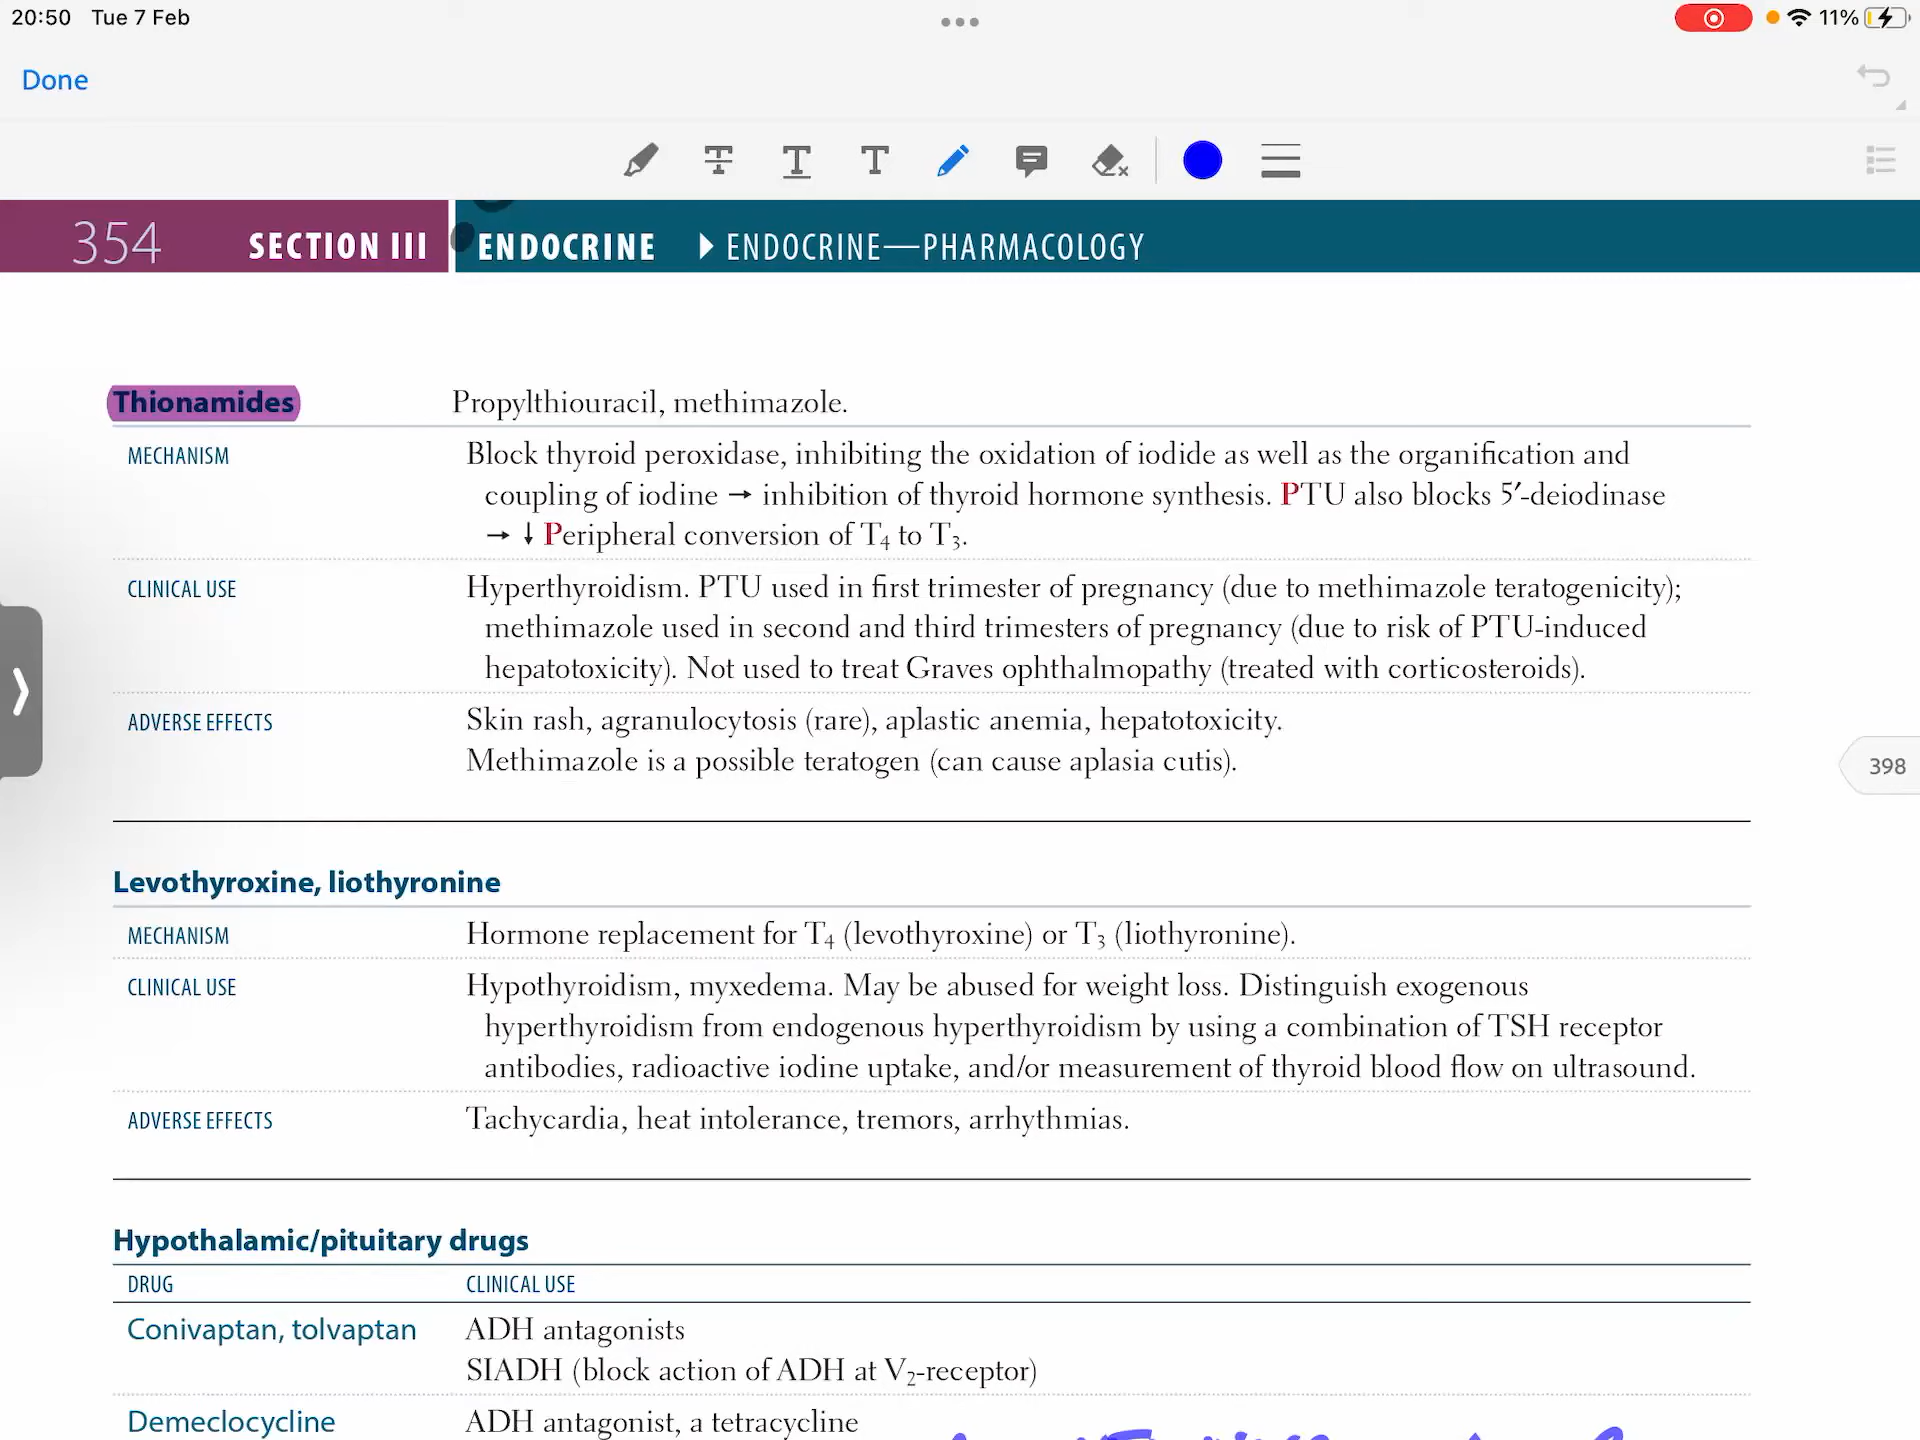 20:50 Tue 7 Feb
11%
Done
354 SECTION III ENDOCRINE ▶ ENDOCRINE—PHARMACOLOGY
Thionamides Propylthiouracil, methimazole.
MECHANISM Block thyroid peroxidase, inhibiting the oxidation of iodide as well as the organification and
coupling of iodine → inhibition of thyroid hormone synthesis. PTU also blocks 5′-deiodinase
→ ↓ Peripheral conversion of T4 to T3.
CLINICAL USE Hyperthyroidism. PTU used in first trimester of pregnancy (due to methimazole teratogenicity);
methimazole used in second and third trimesters of pregnancy (due to risk of PTU-induced
hepatotoxicity). Not used to treat Graves ophthalmopathy (treated with corticosteroids).
ADVERSE EFFECTS Skin rash, agranulocytosis (rare), aplastic anemia, hepatotoxicity.
Methimazole is a possible teratogen (can cause aplasia cutis).
398
Levothyroxine, liothyronine
MECHANISM Hormone replacement for T4 (levothyroxine) or T3 (liothyronine).
CLINICAL USE Hypothyroidism, myxedema. May be abused for weight loss. Distinguish exogenous
hyperthyroidism from endogenous hyperthyroidism by using a combination of TSH receptor
antibodies, radioactive iodine uptake, and/or measurement of thyroid blood flow on ultrasound.
ADVERSE EFFECTS Tachycardia, heat intolerance, tremors, arrhythmias.
Hypothalamic/pituitary drugs
DRUG CLINICAL USE
Conivaptan, tolvaptan ADH antagonists
SIADH (block action of ADH at V2-receptor)
Demeclocycline ADH antagonist, a tetracycline